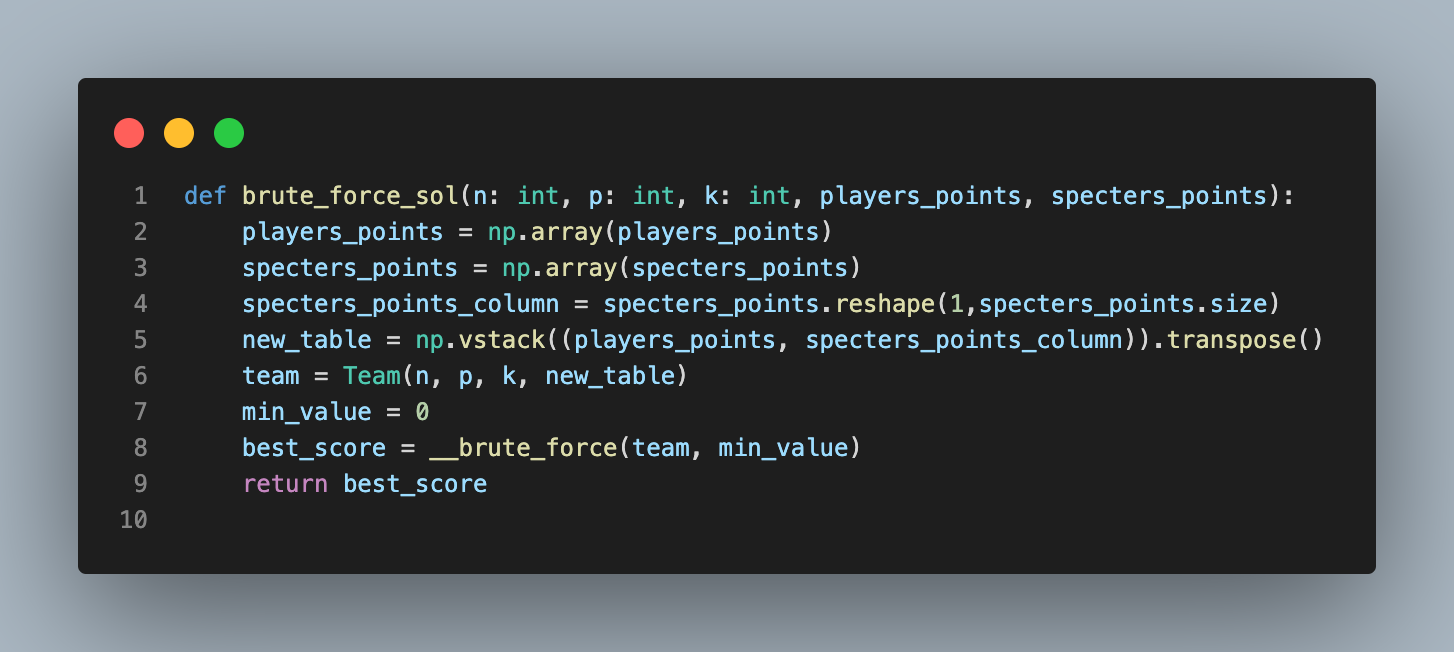 1 def brute_force_sol(n: int, p: int, k: int, players_points, specters_points):
2     players_points = np.array(players_points)
3     specters_points = np.array(specters_points)
4     specters_points_column = specters_points.reshape(1,specters_points.size)
5     new_table = np.vstack((players_points, specters_points_column)).transpose()
6     team = Team(n, p, k, new_table)
7     min_value = 0
8     best_score = __brute_force(team, min_value)
9     return best_score
10